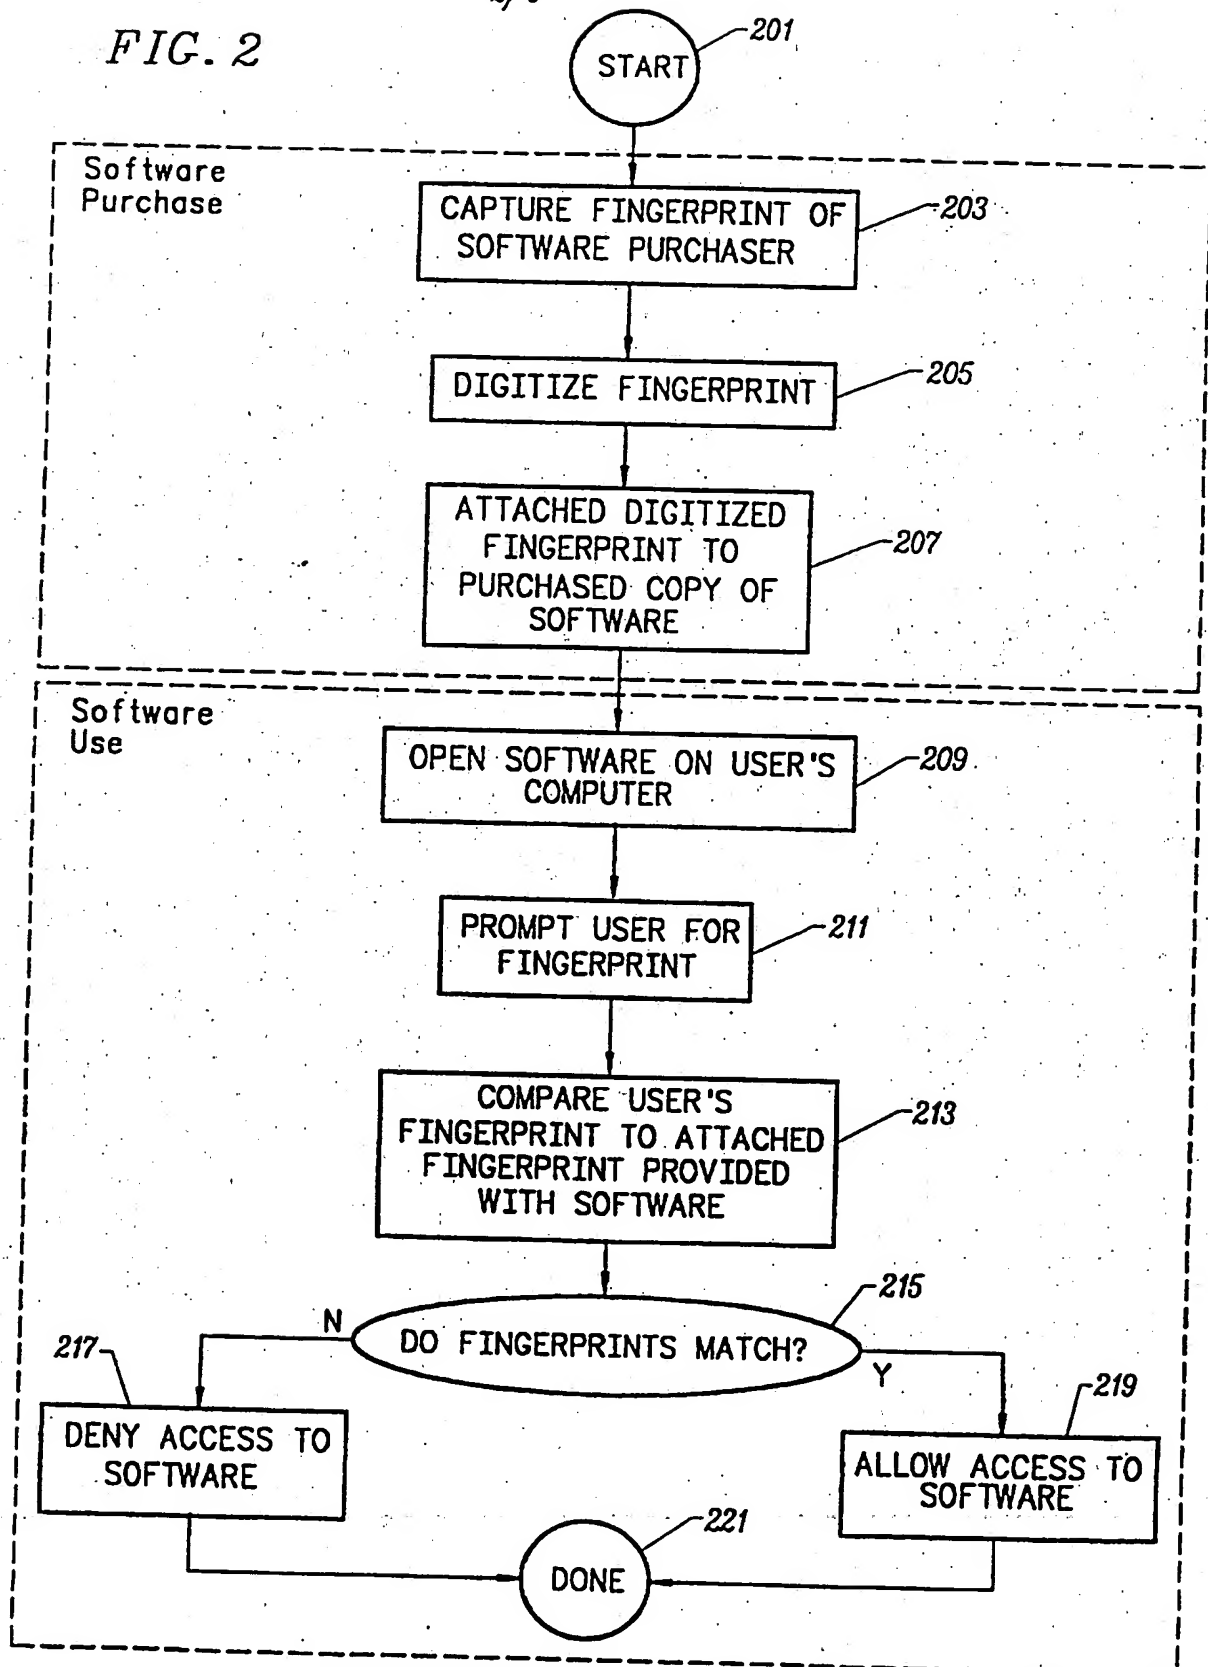 FIG. 2
START
201
Software
Purchase
CAPTURE FINGERPRINT OF
SOFTWARE PURCHASER
203
DIGITIZE FINGERPRINT
205
ATTACHED DIGITIZED
FINGERPRINT TO
PURCHASED COPY OF
SOFTWARE
207
Software
Use
OPEN SOFTWARE ON USER'S
COMPUTER
209
PROMPT USER FOR
FINGERPRINT
211
COMPARE USER'S
FINGERPRINT TO ATTACHED
FINGERPRINT PROVIDED
WITH SOFTWARE
213
DO FINGERPRINTS MATCH?
215
N
Y
217
DENY ACCESS TO
SOFTWARE
219
ALLOW ACCESS TO
SOFTWARE
DONE
221